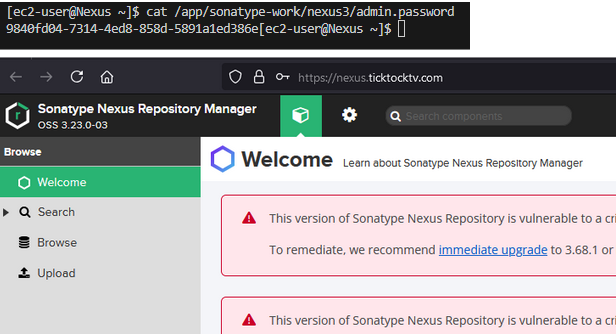 [ec2-user@Nexus ~]$ cat /app/sonatype-work/nexus3/admin.password
9840fd04-7314-4ed8-858d-5891a1ed386e[ec2-user@Nexus ~]$
https://nexus.ticktocktv.com
Sonatype Nexus Repository Manager
OSS 3.23.0-03
Search components
Browse
Welcome Learn about Sonatype Nexus Repository Manager
Welcome
Search
Browse
Upload
This version of Sonatype Nexus Repository is vulnerable to a
To remediate, we recommend immediate upgrade to 3.68.1 or
This version of Sonatype Nexus Repository is vulnerable to a